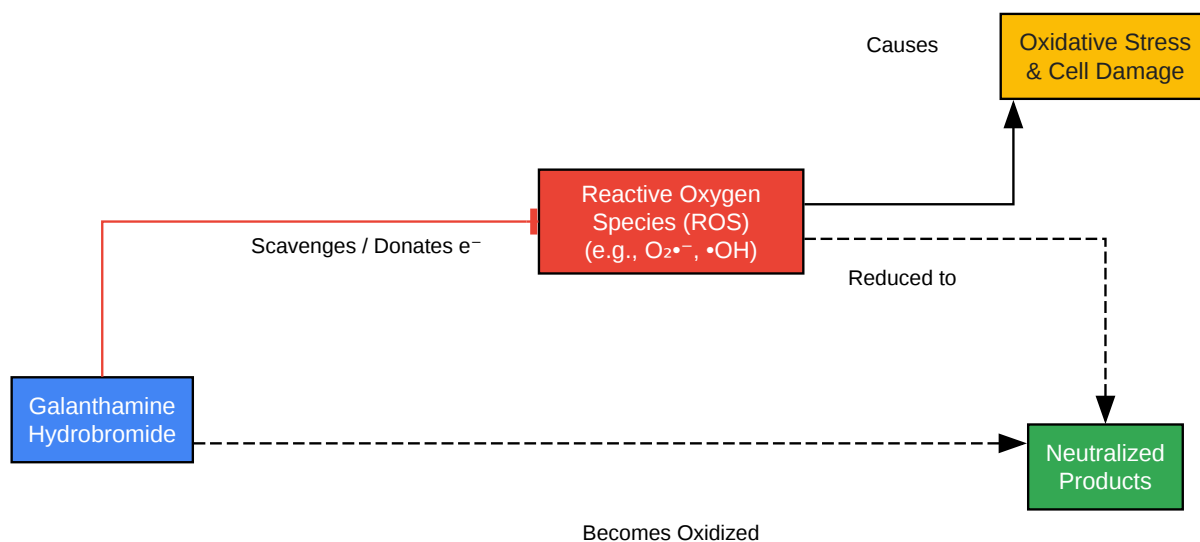 Causes
Oxidative Stress
& Cell Damage
Reactive Oxygen
Species (ROS)
(e.g., O₂•⁻, •OH)
Scavenges / Donates e⁻
Reduced to
Galanthamine
Hydrobromide
Neutralized
Products
Becomes Oxidized